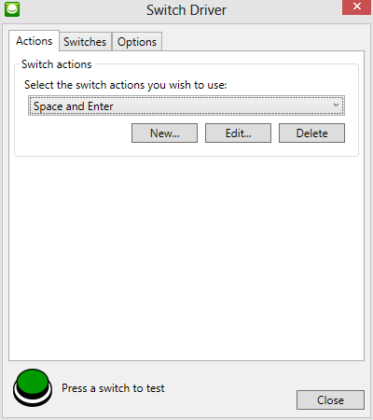 Switch Driver
Actions Switches Options
Switch actions
Select the switch actions you wish to use:
Space and Enter
New... Edit... Delete
Press a switch to test
Close